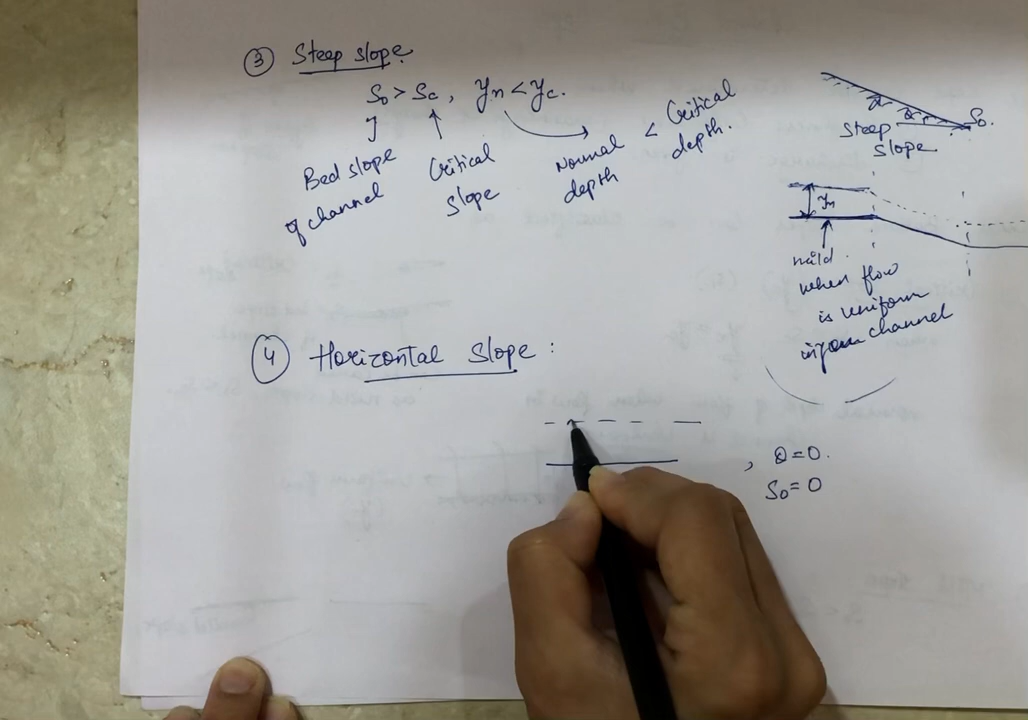 ③ Steep slope.
S₀ > Sc, yn < yc.
Bed slope
of channel
Critical
slope
Normal
depth
< Critical
depth.
S₀.
Steep
slope
yn
mild.
when flow
is uniform
in channel
④ Horizontal slope :
, θ=0.
S₀= 0